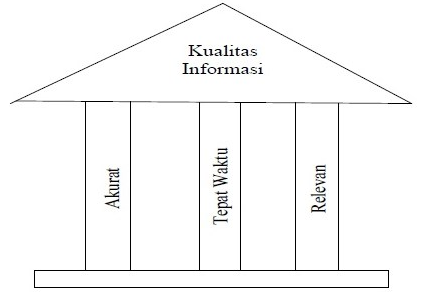 Kualitas
Informasi
Akurat
Tepat Waktu
Relevan